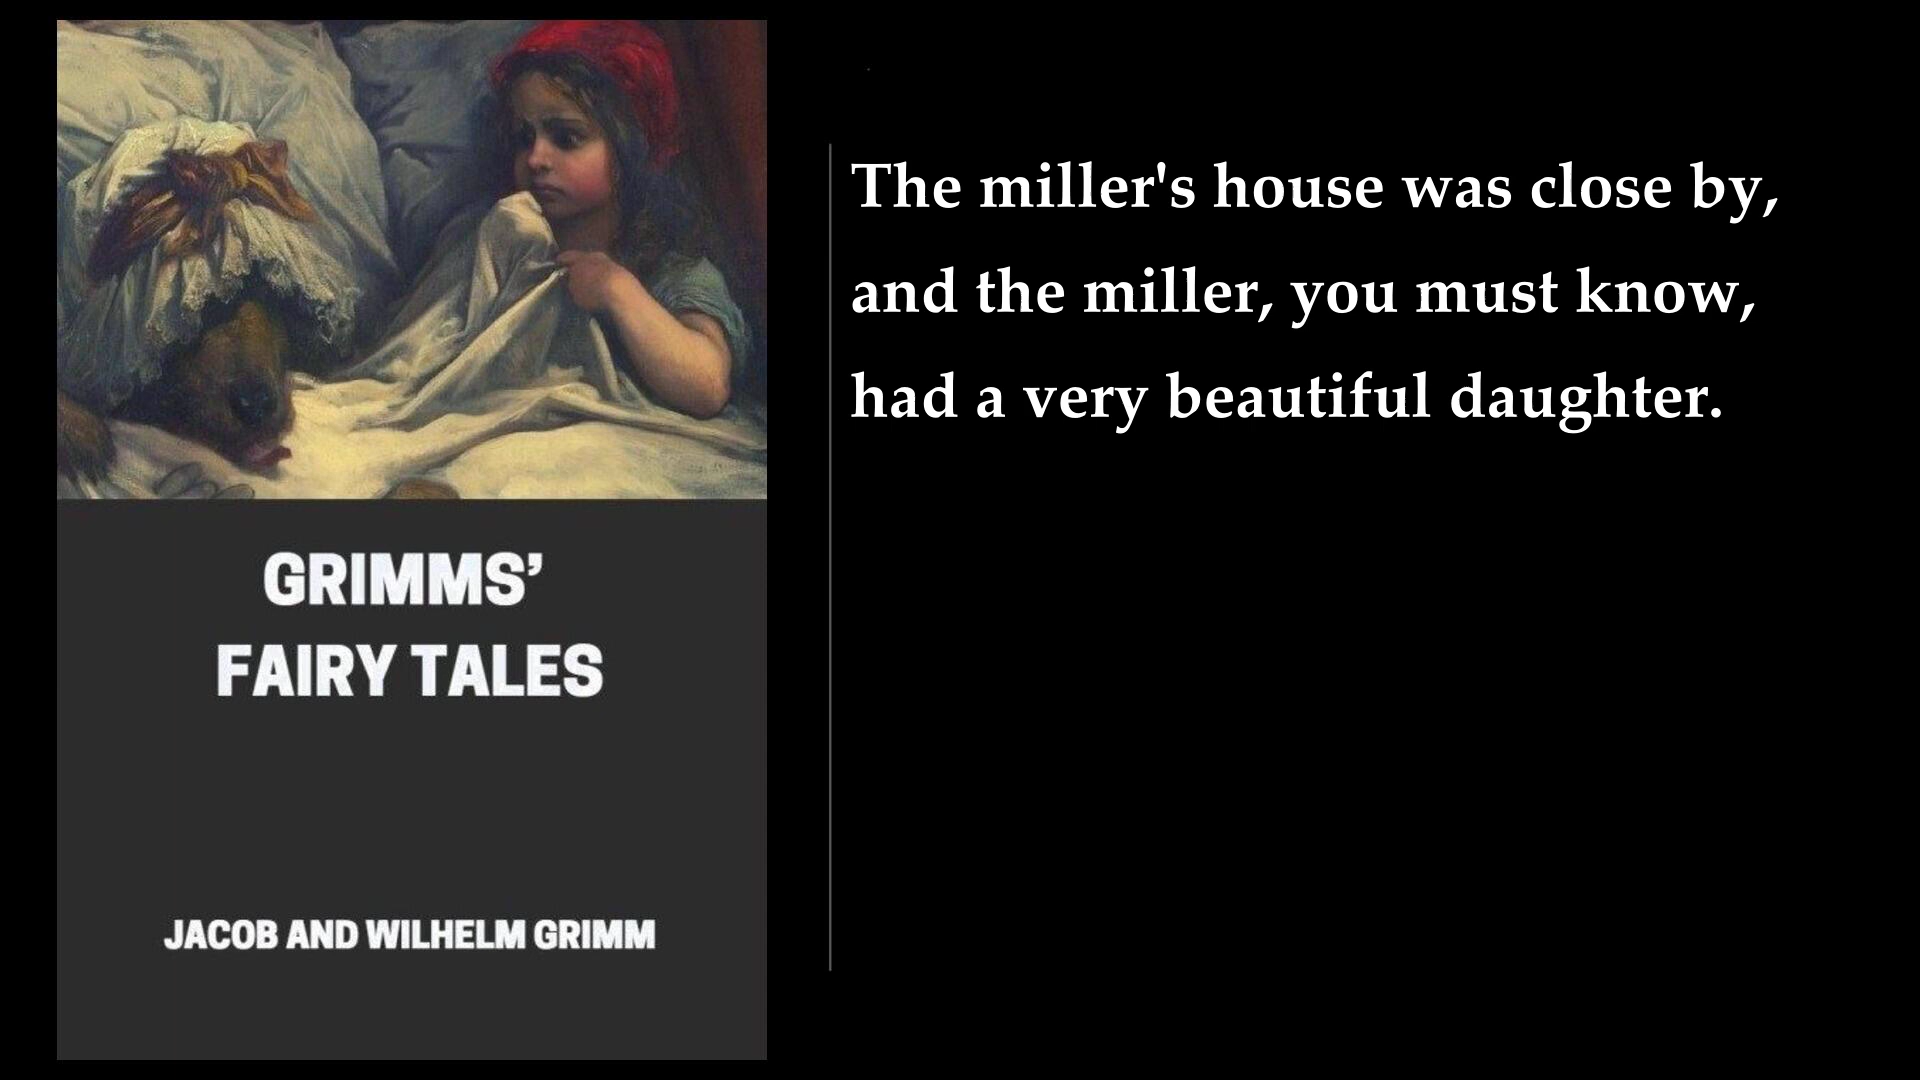 GRIMMS’
FAIRY TALES
JACOB AND WILHELM GRIMM
The miller's house was close by,
and the miller, you must know,
had a very beautiful daughter.